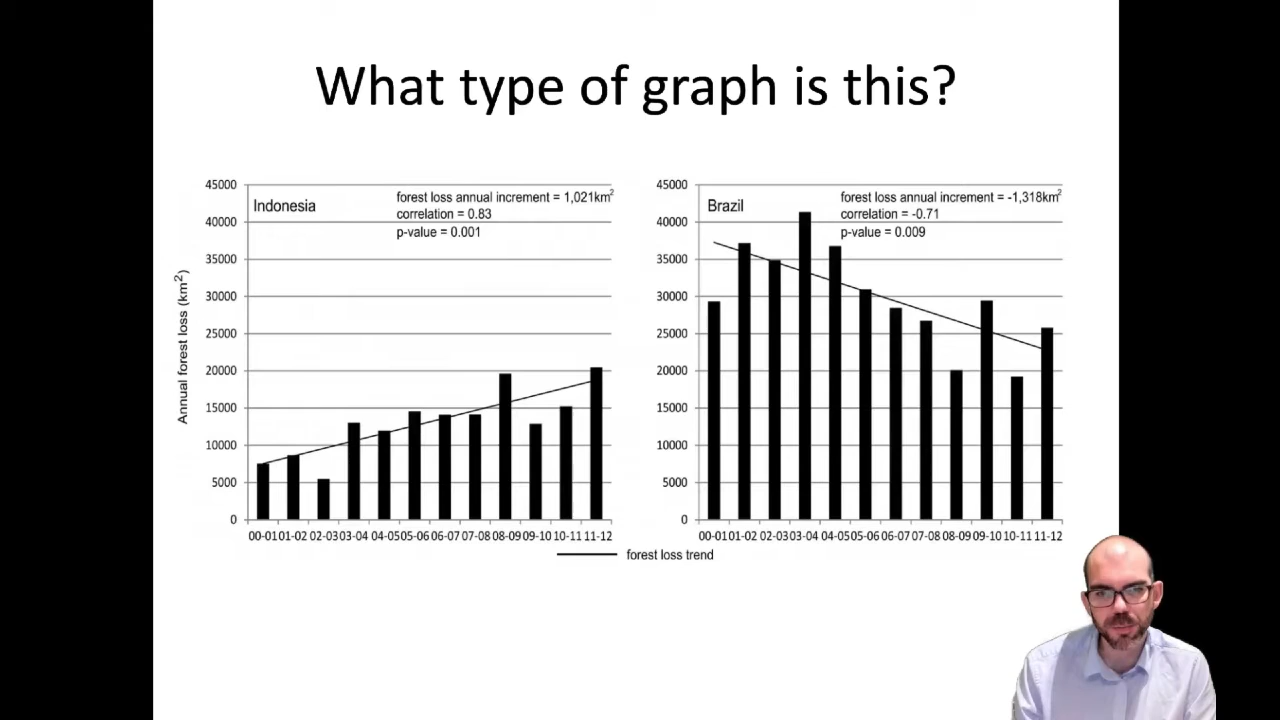 What type of graph is this?
45000
40000
35000
30000
25000
20000
15000
10000
5000
0
Annual forest loss (km²)
Indonesia
forest loss annual increment = 1,021km²
correlation = 0.83
p-value = 0.001
00-01 01-02 02-03 03-04 04-05 05-06 06-07 07-08 08-09 09-10 10-11 11-12
45000
40000
35000
30000
25000
20000
15000
10000
5000
0
Brazil
forest loss annual increment = -1,318km²
correlation = -0.71
p-value = 0.009
00-01 01-02 02-03 03-04 04-05 05-06 06-07 07-08 08-09 09-10 10-11 11-12
forest loss trend